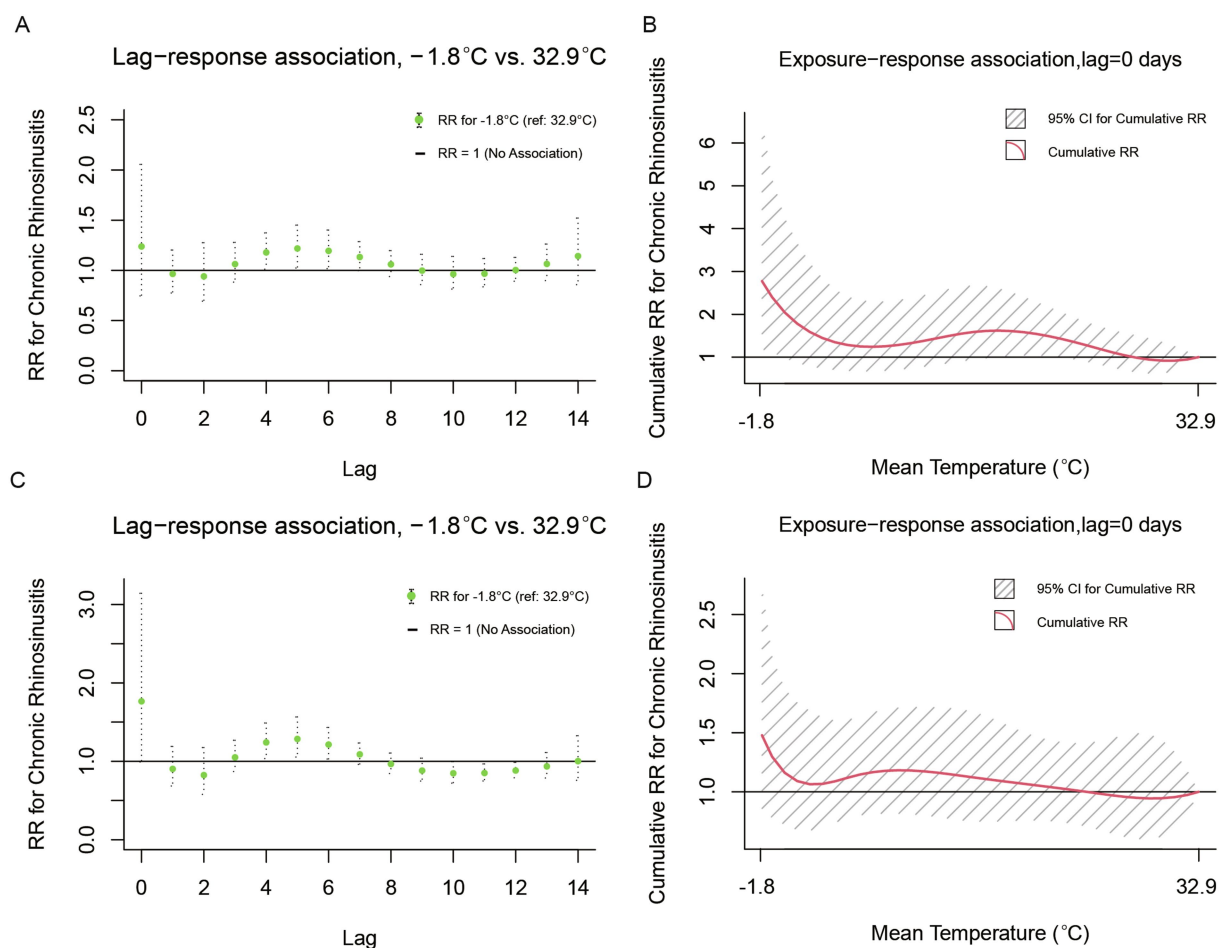 A
Lag−response association, −1.8°C vs. 32.9°C
RR for Chronic Rhinosinusitis
2.5
2.0
1.5
1.0
0.5
0.0
RR for -1.8°C (ref: 32.9°C)
RR = 1 (No Association)
0 2 4 6 8 10 12 14
Lag
B
Exposure−response association,lag=0 days
Cumulative RR for Chronic Rhinosinusitis
6
5
4
3
2
1
95% CI for Cumulative RR
Cumulative RR
-1.8 32.9
Mean Temperature (°C)
C
Lag−response association, −1.8°C vs. 32.9°C
RR for Chronic Rhinosinusitis
3.0
2.0
1.0
0.0
RR for -1.8°C (ref: 32.9°C)
RR = 1 (No Association)
0 2 4 6 8 10 12 14
Lag
D
Exposure−response association,lag=0 days
Cumulative RR for Chronic Rhinosinusitis
2.5
2.0
1.5
1.0
95% CI for Cumulative RR
Cumulative RR
-1.8 32.9
Mean Temperature (°C)